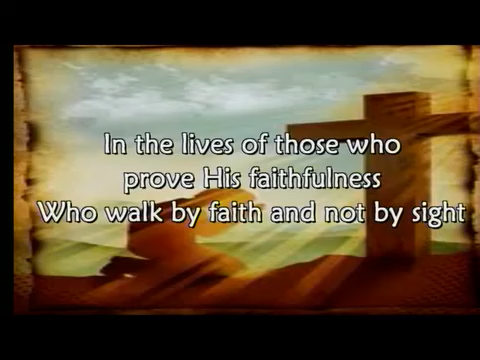 In the lives of those who
prove His faithfulness
Who walk by faith and not by sight